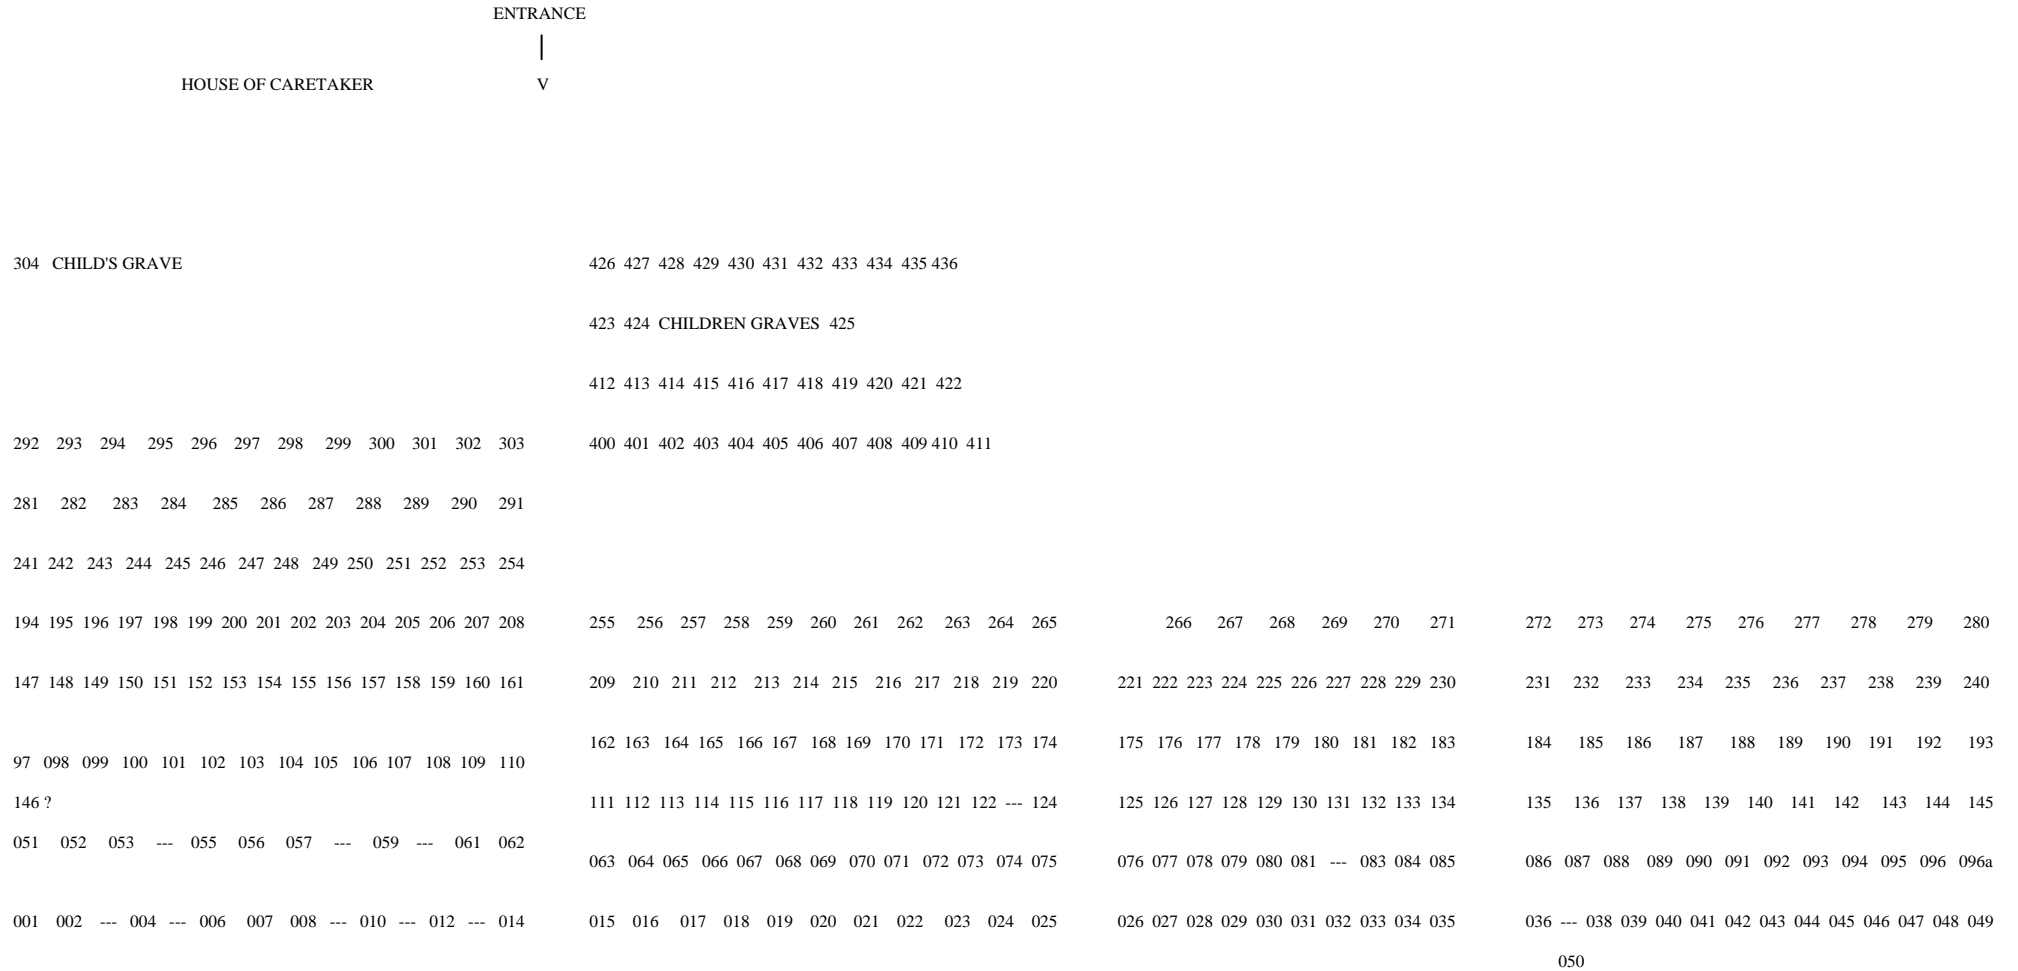 ENTRANCE
|
HOUSE OF CARETAKER V
304 CHILD'S GRAVE 426 427 428 429 430 431 432 433 434 435 436
423 424 CHILDREN GRAVES 425
412 413 414 415 416 417 418 419 420 421 422
292 293 294 295 296 297 298 299 300 301 302 303 400 401 402 403 404 405 406 407 408 409 410 411
281 282 283 284 285 286 287 288 289 290 291
241 242 243 244 245 246 247 248 249 250 251 252 253 254
194 195 196 197 198 199 200 201 202 203 204 205 206 207 208 255 256 257 258 259 260 261 262 263 264 265 266 267 268 269 270 271 272 273 274 275 276 277 278 279 280
147 148 149 150 151 152 153 154 155 156 157 158 159 160 161 209 210 211 212 213 214 215 216 217 218 219 220 221 222 223 224 225 226 227 228 229 230 231 232 233 234 235 236 237 238 239 240
162 163 164 165 166 167 168 169 170 171 172 173 174 175 176 177 178 179 180 181 182 183 184 185 186 187 188 189 190 191 192 193
97 098 099 100 101 102 103 104 105 106 107 108 109 110
146 ? 111 112 113 114 115 116 117 118 119 120 121 122 --- 124 125 126 127 128 129 130 131 132 133 134 135 136 137 138 139 140 141 142 143 144 145
051 052 053 --- 055 056 057 --- 059 --- 061 062
063 064 065 066 067 068 069 070 071 072 073 074 075 076 077 078 079 080 081 --- 083 084 085 086 087 088 089 090 091 092 093 094 095 096 096a
001 002 --- 004 --- 006 007 008 --- 010 --- 012 --- 014 015 016 017 018 019 020 021 022 023 024 025 026 027 028 029 030 031 032 033 034 035 036 --- 038 039 040 041 042 043 044 045 046 047 048 049
050